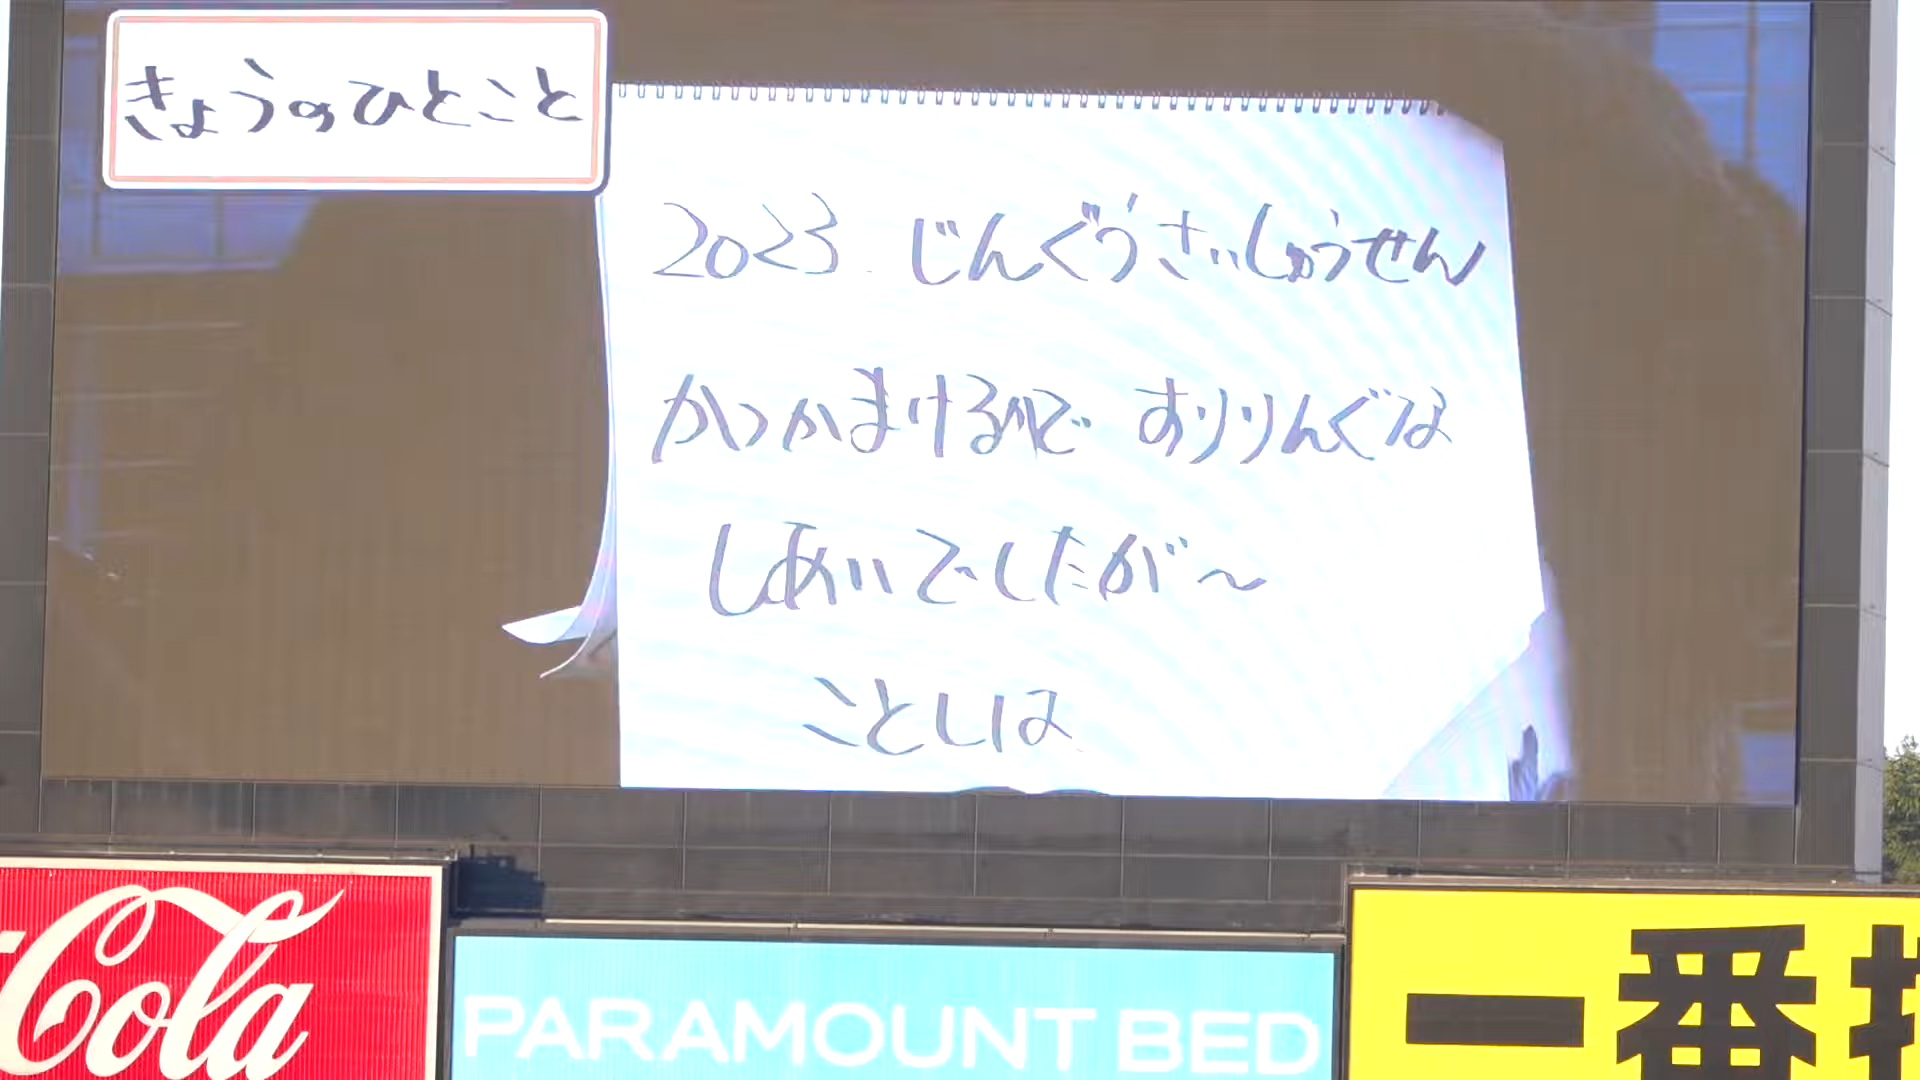 きょうのひとこと
2023 じんぐうさいしゅうせん
かつかまけるかで すりりんぐな
しあいでしたが〜
ことしは
Cola
PARAMOUNT BED
一番搾